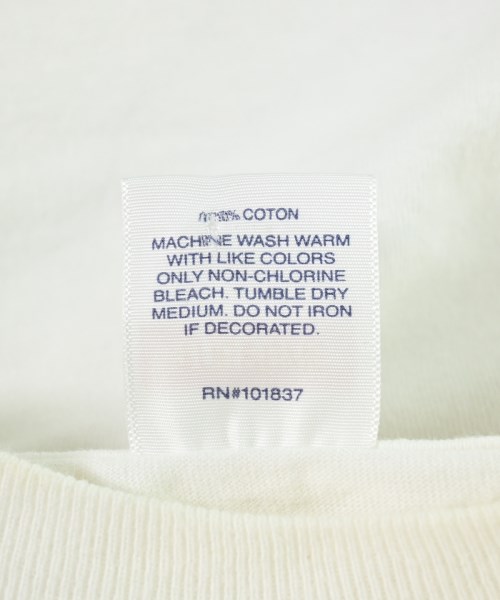 100% COTON
MACHINE WASH WARM
WITH LIKE COLORS
ONLY NON-CHLORINE
BLEACH. TUMBLE DRY
MEDIUM. DO NOT IRON
IF DECORATED.
RN#101837